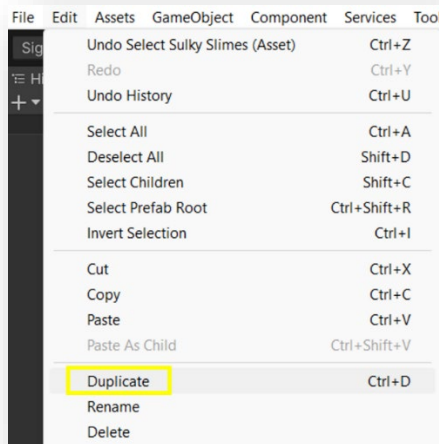 File Edit Assets GameObject Component Services Too
Sig
Hi
Undo Select Sulky Slimes (Asset) Ctrl+Z
Redo Ctrl+Y
Undo History Ctrl+U
Select All Ctrl+A
Deselect All Shift+D
Select Children Shift+C
Select Prefab Root Ctrl+Shift+R
Invert Selection Ctrl+I
Cut Ctrl+X
Copy Ctrl+C
Paste Ctrl+V
Paste As Child Ctrl+Shift+V
Duplicate Ctrl+D
Rename
Delete